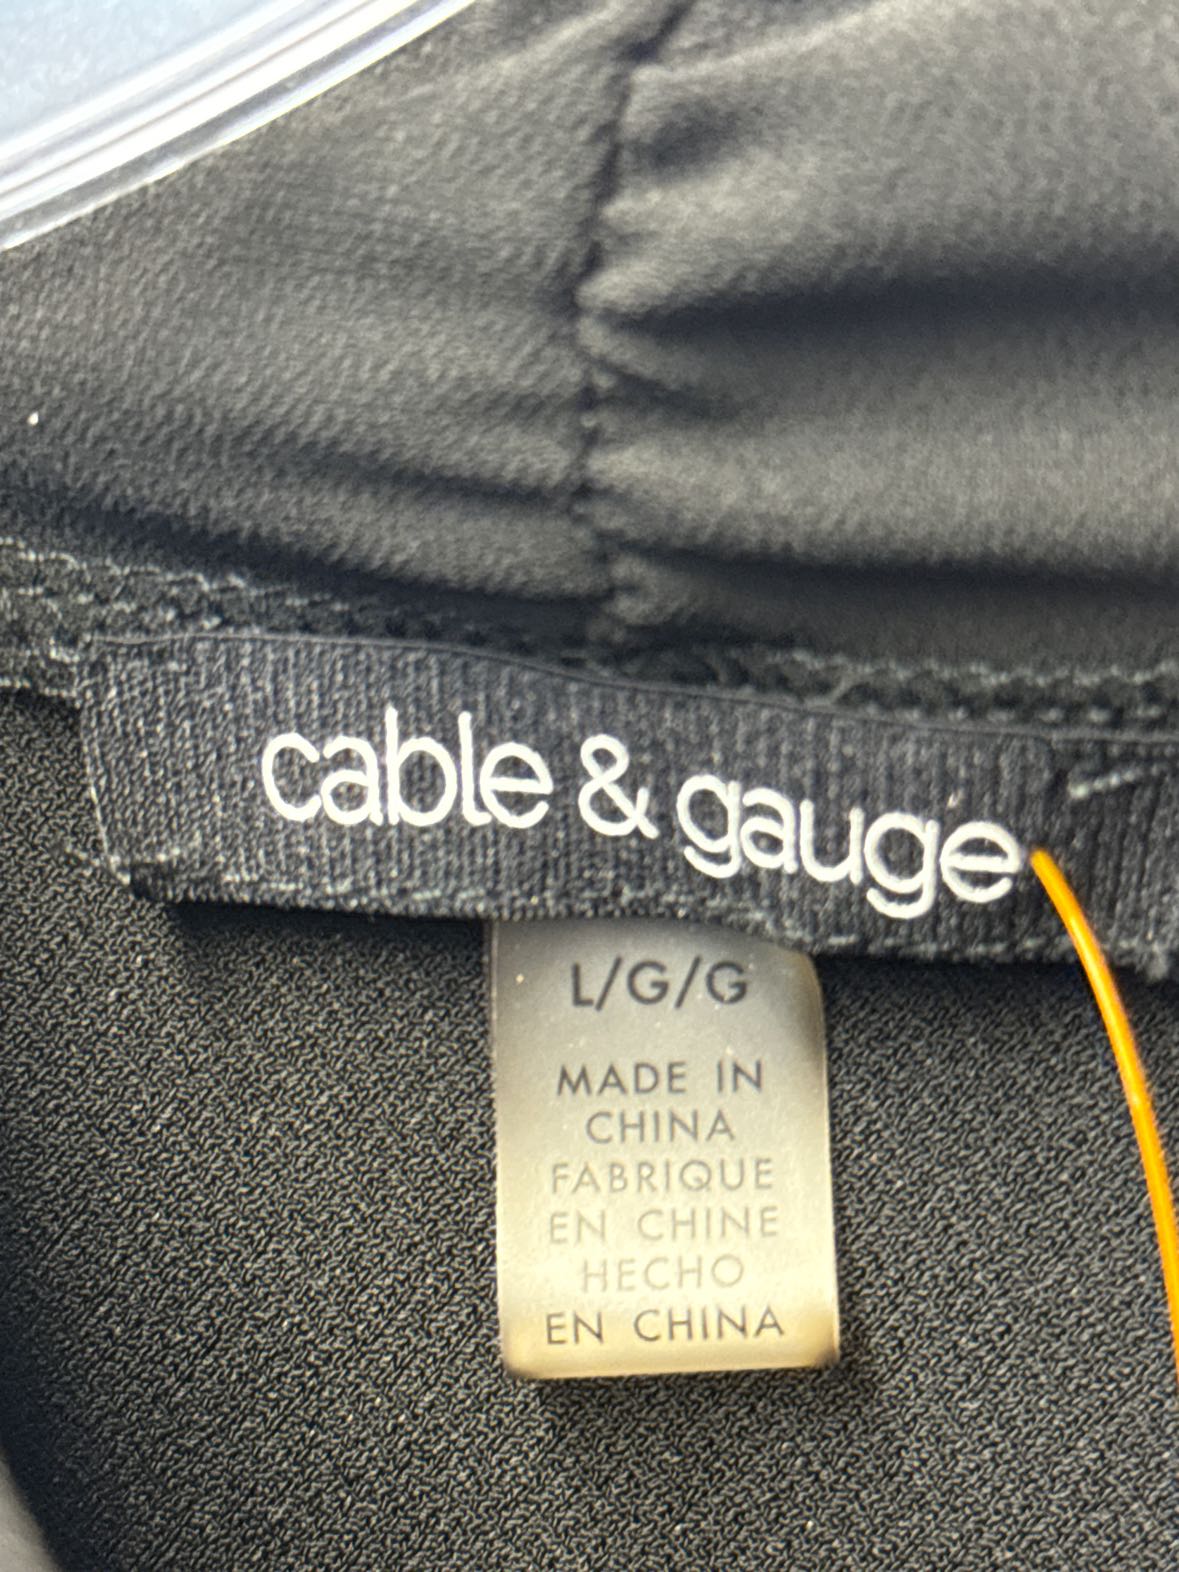 cable & gauge
L/G/G
MADE IN
CHINA
FABRIQUE
EN CHINE
HECHO
EN CHINA